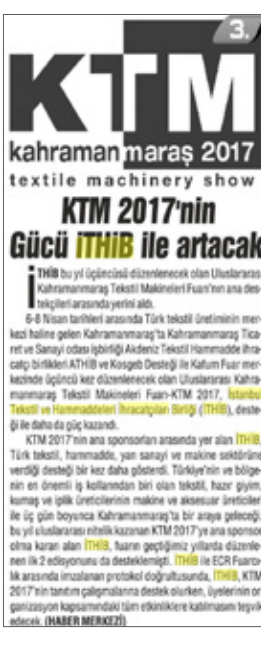 3.
KTM
kahramanmaraş 2017
textile machinery show
KTM 2017'nin
Gücü İTHİB ile artacak
İTHİB bu yıl üçüncüsü düzenlenecek olan Uluslararası
Kahramanmaraş Tekstil Makineleri Fuarı'nın ana des-
tekçileri arasında yerini aldı.
6-8 Nisan tarihleri arasında Türk tekstil üretiminin mer-
kezi haline gelen Kahramanmaraş'ta Kahramanmaraş Tica-
ret ve Sanayi odası işbirliği Akdeniz Tekstil Hammadde ihra-
catçı birlikleri ATHİB ve Kosgeb Desteği ile Kafum Fuar mer-
kezinde üçüncü kez düzenlenecek olan Uluslararası Kahra-
manmaraş Tekstil Makineleri Fuarı-KTM 2017, İstanbul
Tekstil ve Hammaddeleri İhracatçıları Birliği (İTHİB), deste-
ği ile daha da güç kazandı.
KTM 2017'nin ana sponsorları arasında yer alan İTHİB,
Türk tekstil, hammadde, yan sanayi ve makine sektörüne
verdiği desteği bir kez daha gösterdi. Türkiye'nin ve bölge-
nin en önemli iş kollarından biri olan tekstil, hazır giyim,
kumaş ve iplik üreticilerinin makine ve aksesuar üreticileri
ile üç gün boyunca Kahramanmaraş'ta bir araya geleceği,
bu yıl uluslararası nitelik kazanan KTM 2017'ye ana sponsor
olma kararı alan İTHİB, fuarın geçtiğimiz yıllarda düzenle-
nen ilk 2 edisyonunu da desteklemişti. İTHİB ile ECR Fuarcı-
lık arasında imzalanan protokol doğrultusunda, İTHİB, KTM
2017'nin tanıtım çalışmalarına destek olurken, üyelerinin or-
ganizasyon kapsamındaki tüm etkinliklere katılmasını teşvik
edecek. (HABER MERKEZİ)